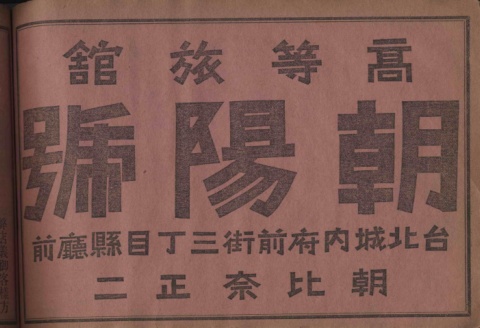 高等旅館
朝陽號
台北城内府前街三丁目縣廳前
朝比奈正二